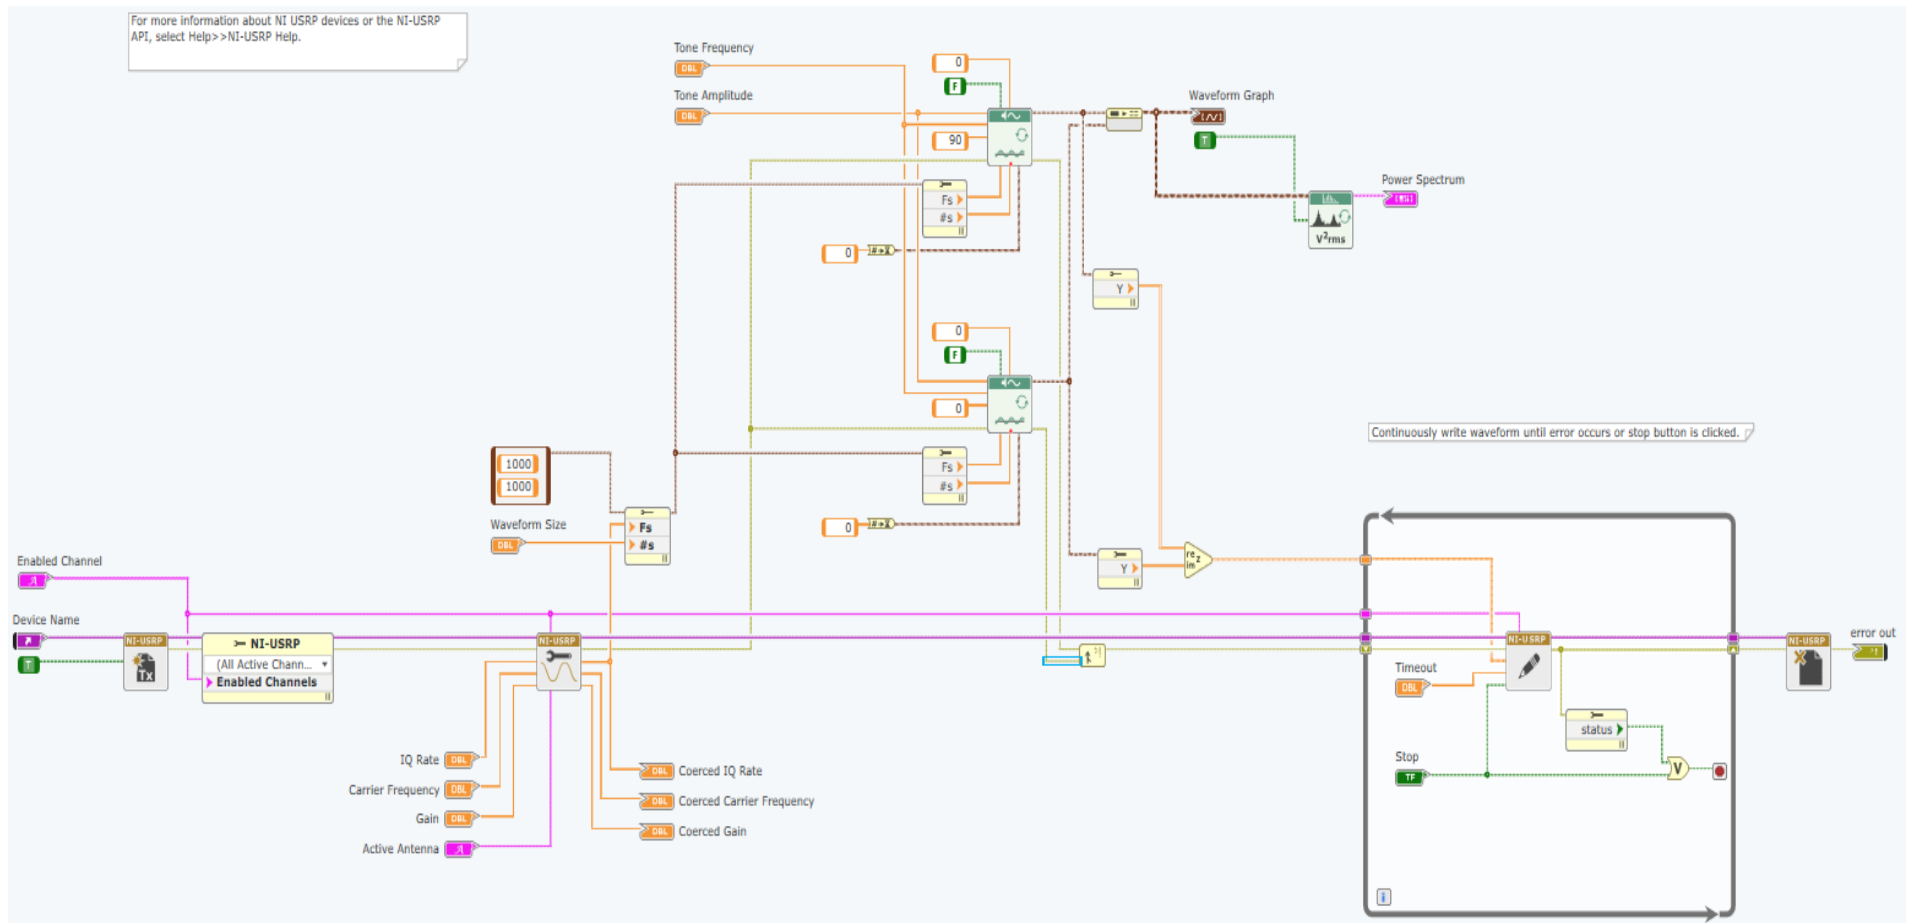 For more information about NI USRP devices or the NI-USRP
API, select Help>>NI-USRP Help.
Tone Frequency
DBL
0
F
Tone Amplitude
DBL
90
Waveform Graph
T
Power Spectrum
V²rms
Fs
#s
0
#
Y
0
F
0
Continuously write waveform until error occurs or stop button is clicked.
1000
1000
Fs
#s
Waveform Size
DBL
Fs
#s
0
#
Y
re
im
z
Enabled Channel
Device Name
T
NI-USRP
Tx
NI-USRP
(All Active Chann...
Enabled Channels
NI-USRP
NI-USRP
NI-USRP
error out
Timeout
DBL
status
Stop
TF
V
IQ Rate
DBL
Carrier Frequency
DBL
Gain
DBL
Active Antenna
DBL
Coerced IQ Rate
DBL
Coerced Carrier Frequency
DBL
Coerced Gain
i